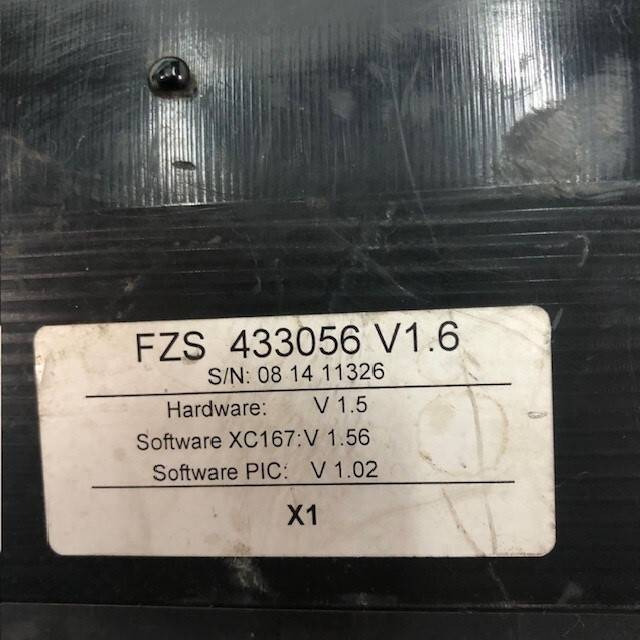 FZS 433056 V1.6
S/N: 08 14 11326
Hardware: V 1.5
Software XC167: V 1.56
Software PIC: V 1.02
X1